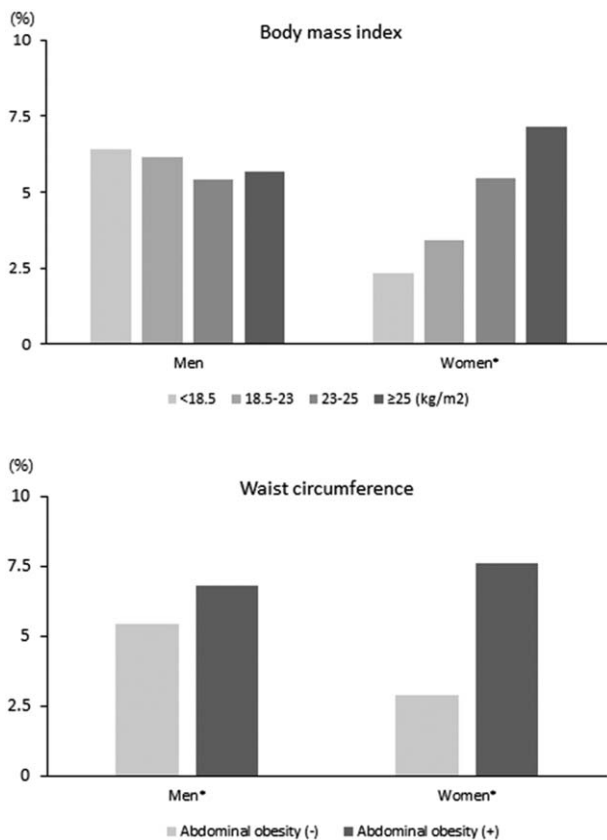 (%)
Body mass index
10
7.5
5
2.5
0
Men Women*
<18.5 18.5-23 23-25 ≥25 (kg/m2)
(%)
Waist circumference
10
7.5
5
2.5
0
Men* Women*
Abdominal obesity (-) Abdominal obesity (+)